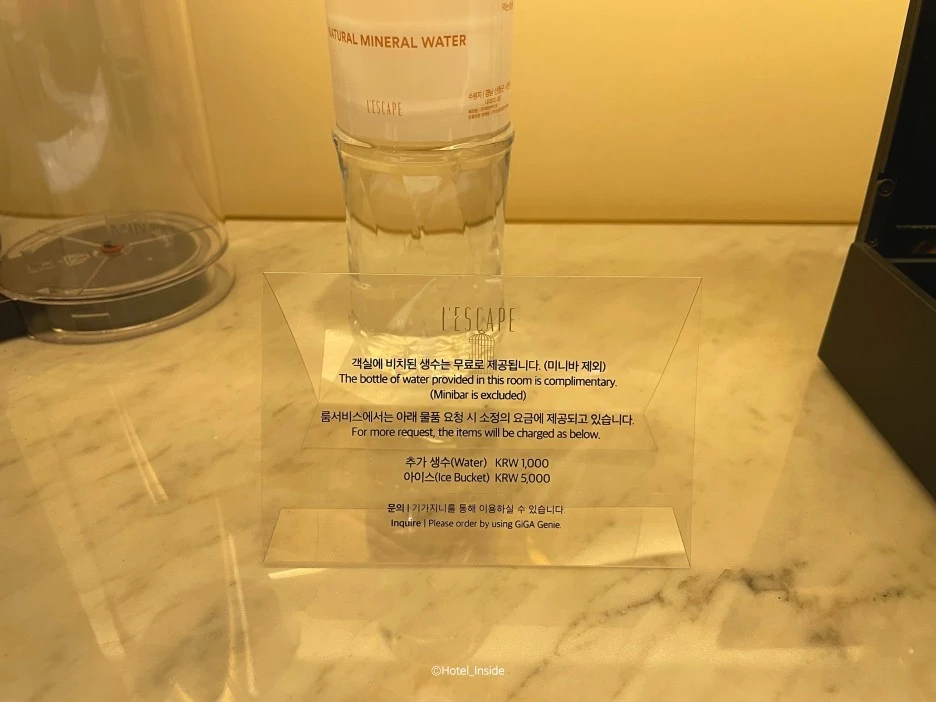 NATURAL MINERAL WATER
L'ESCAPE
L'ESCAPE
객실에 비치된 생수는 무료로 제공됩니다. (미니바 제외)
The bottle of water provided in this room is complimentary.
(Minibar is excluded)
룸서비스에서는 아래 물품 요청 시 소정의 요금에 제공되고 있습니다.
For more request, the items will be charged as below.
추가 생수(Water) KRW 1,000
아이스(Ice Bucket) KRW 5,000
문의 | 기가지니를 통해 이용하실 수 있습니다.
Inquire | Please order by using GiGA Genie.
©Hotel_Inside